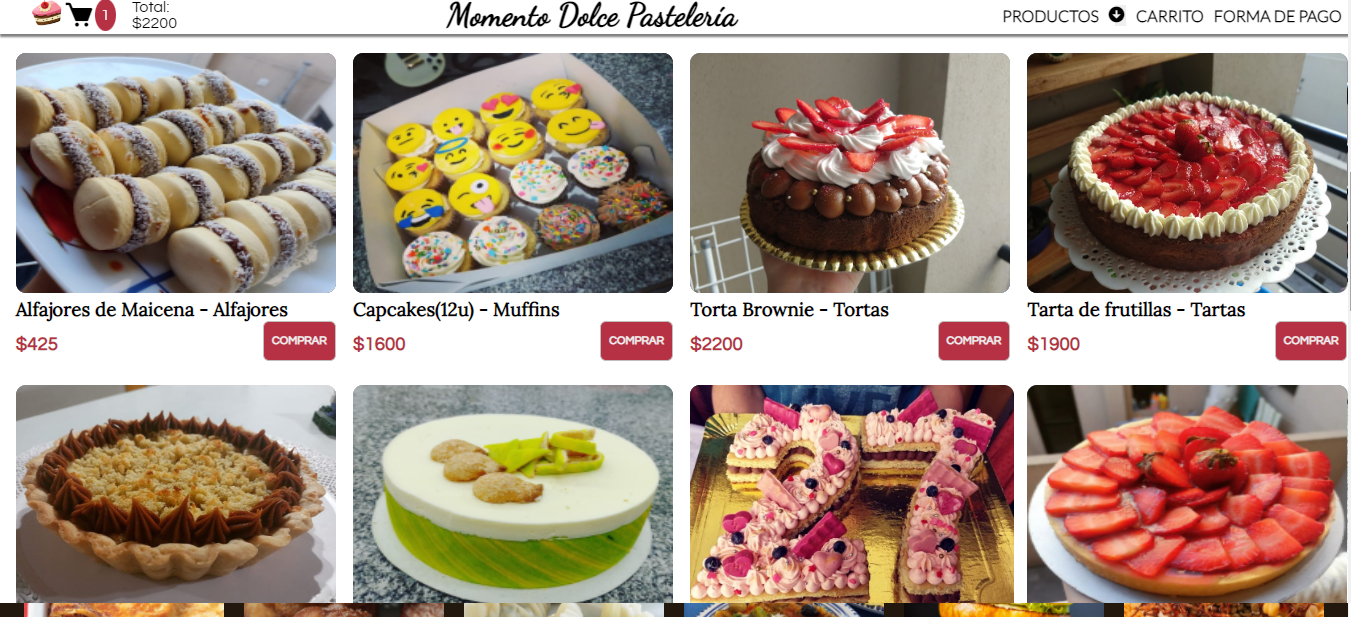 1
Total:
$2200
Momento Dolce Pastelería
PRODUCTOS CARRITO FORMA DE PAGO
Alfajores de Maicena - Alfajores
$425
COMPRAR
Capcakes(12u) - Muffins
$1600
COMPRAR
Torta Brownie - Tortas
$2200
COMPRAR
Tarta de frutillas - Tartas
$1900
COMPRAR